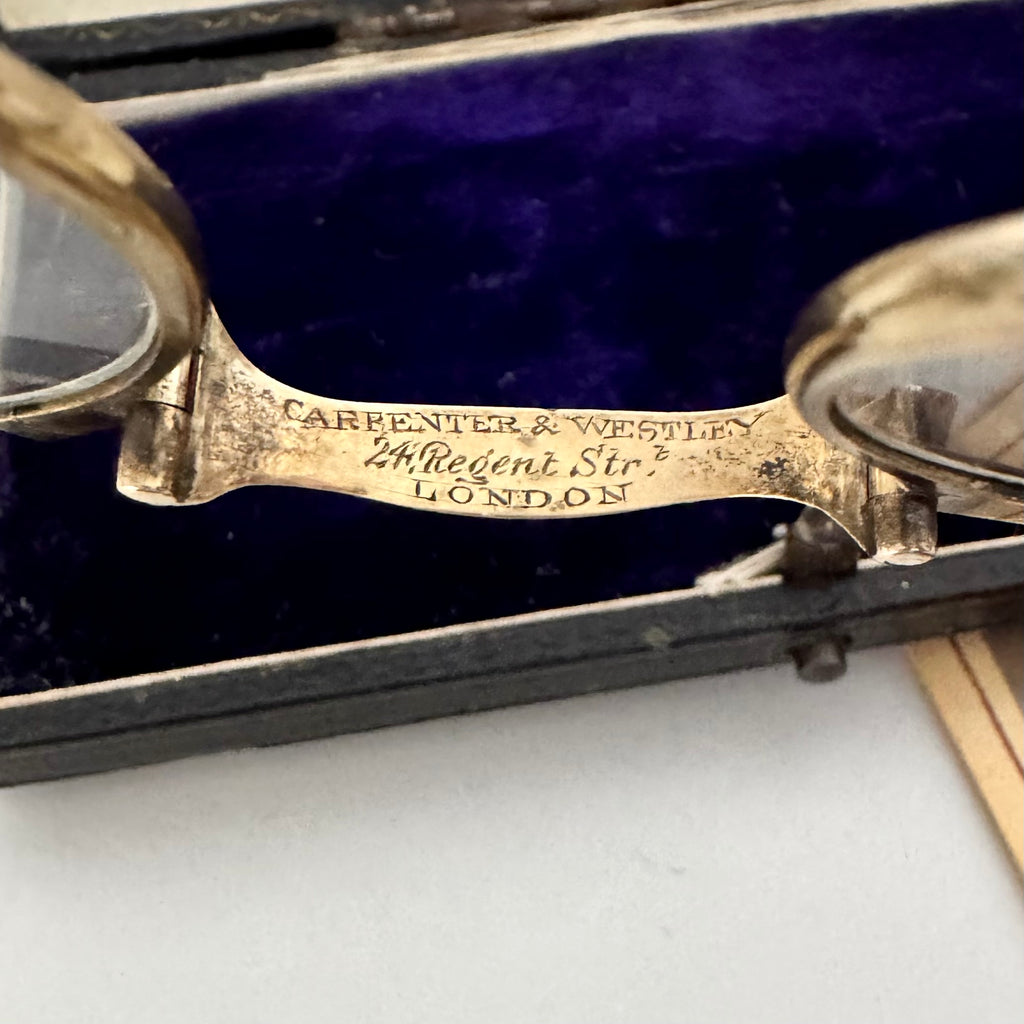 CARPENTER & WESTLEY
24, Regent Str.t
LONDON